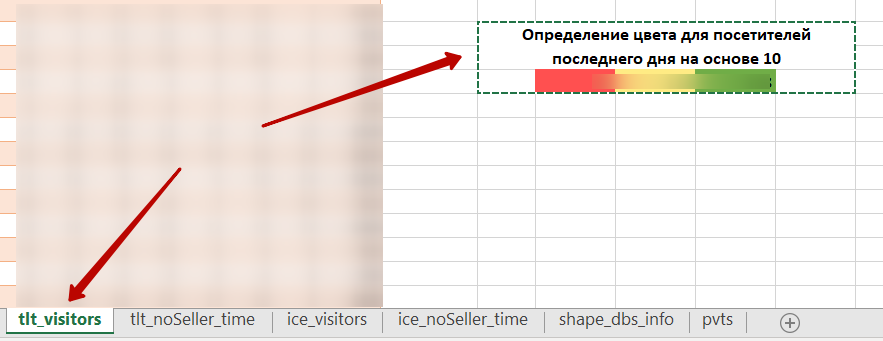 Определение цвета для посетителей
последнего дня на основе 10
tlt_visitors tlt_noSeller_time ice_visitors ice_noSeller_time shape_dbs_info pvts